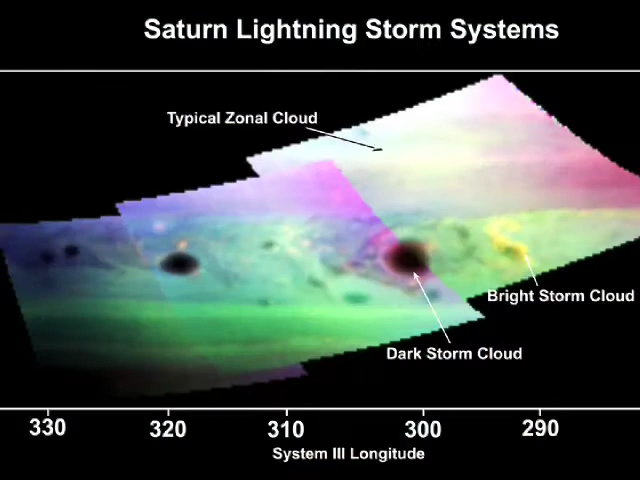 Saturn Lightning Storm Systems
Typical Zonal Cloud
Bright Storm Cloud
Dark Storm Cloud
330 320 310 300 290
System III Longitude